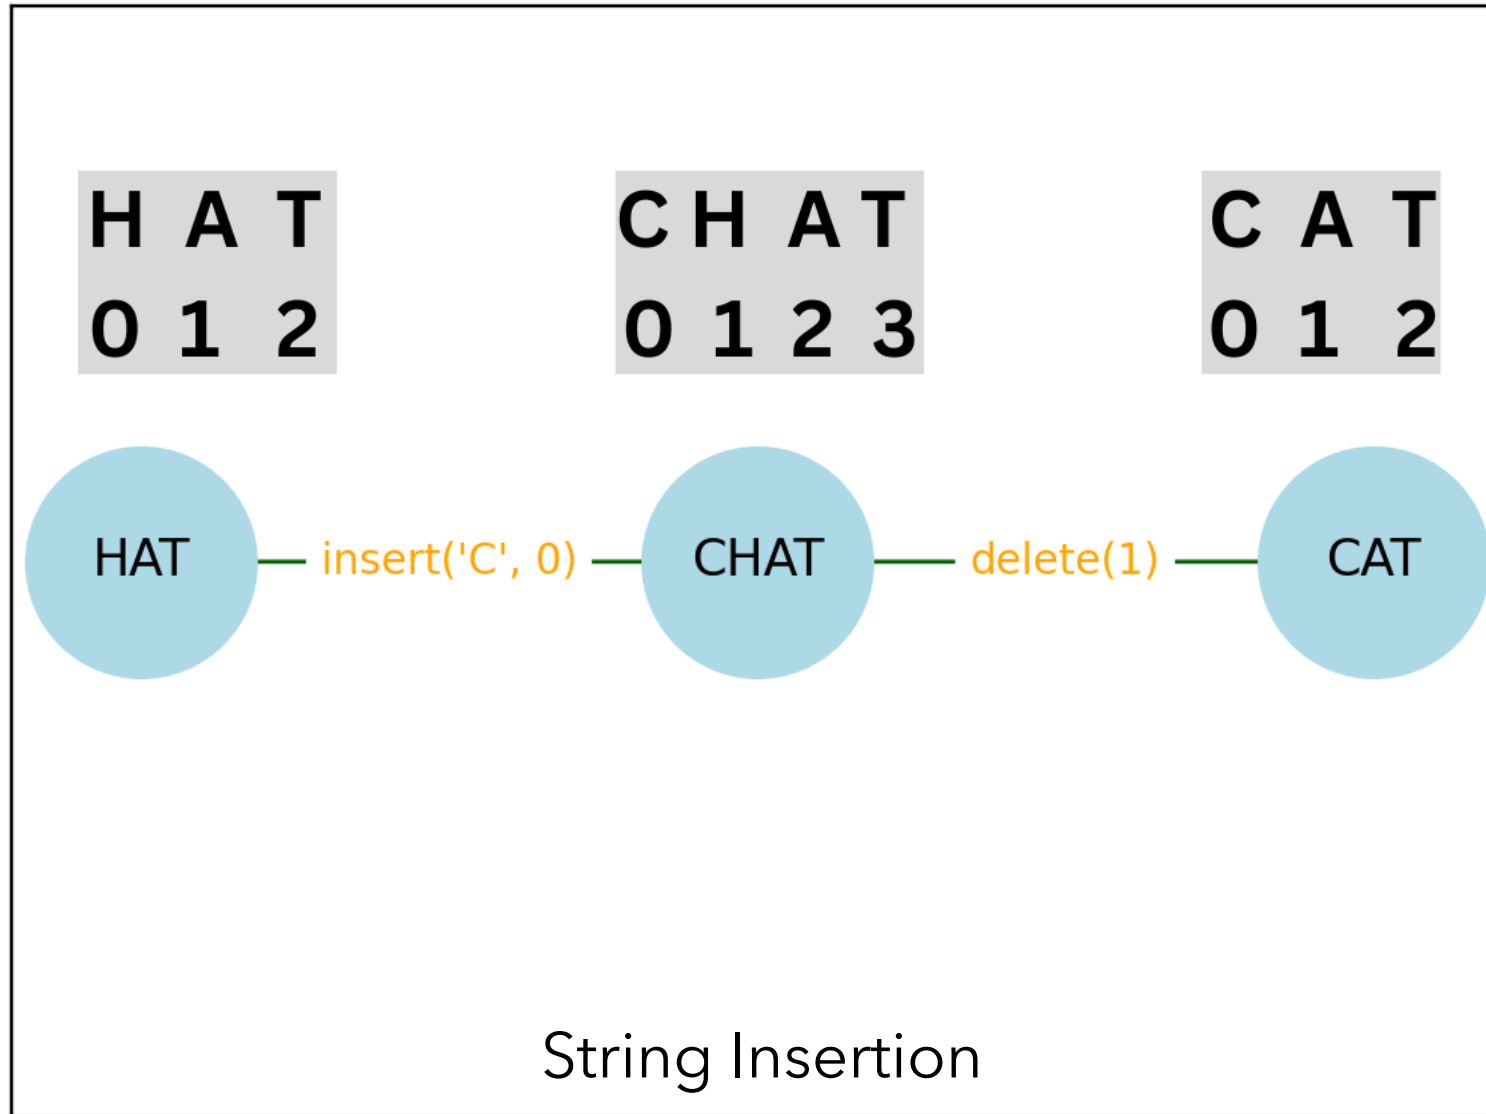 H A T
0 1 2
C H A T
0 1 2 3
C A T
0 1 2
HAT
insert('C', 0)
CHAT
delete(1)
CAT
String Insertion